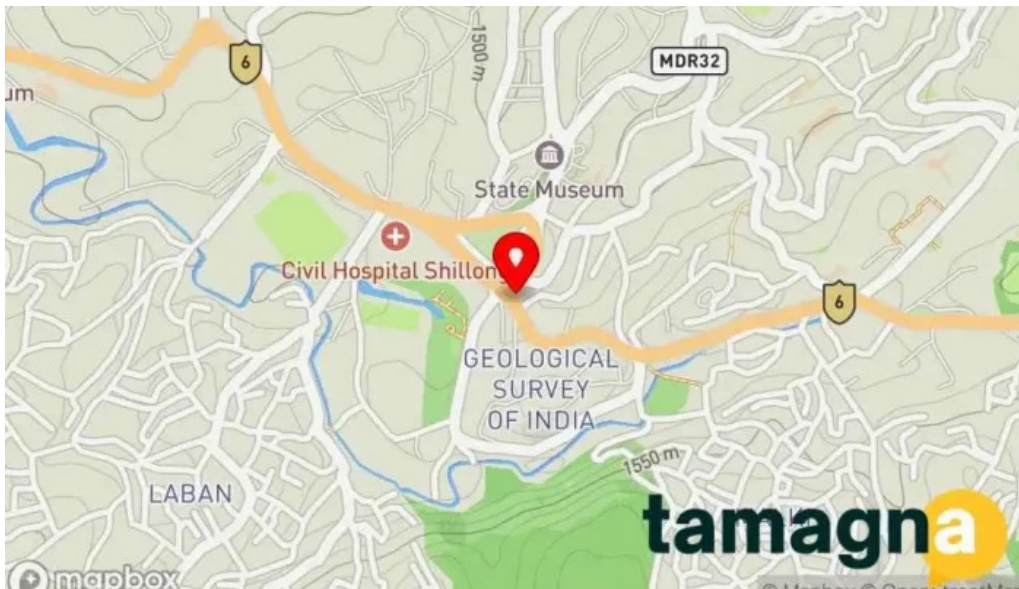 1500 m
6
MDR32
um
State Museum
Civil Hospital Shillong
6
GEOLOGICAL
SURVEY
OF INDIA
1550 m
LABAN
tamagna
mapbox